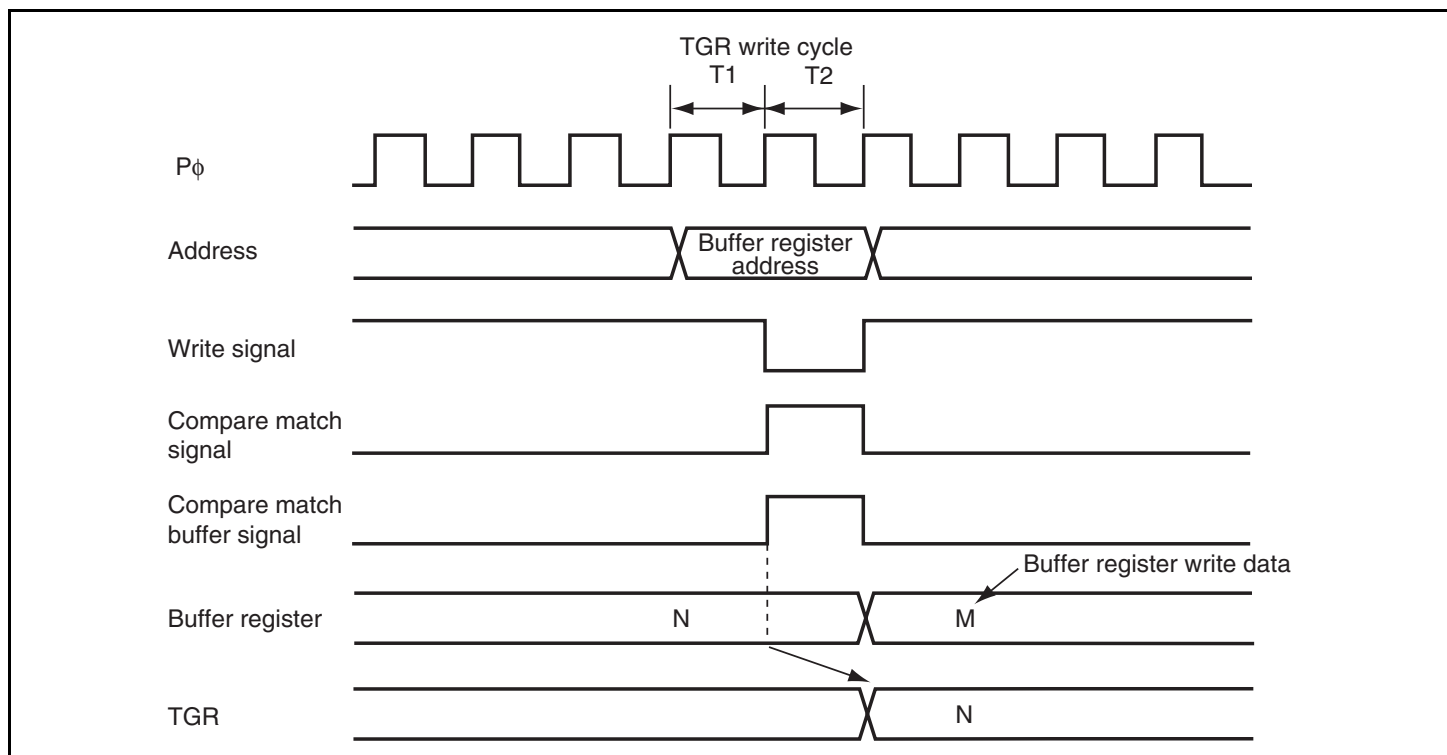 TGR write cycle
T1 T2
Pϕ
Address
Buffer register
address
Write signal
Compare match
signal
Compare match
buffer signal
Buffer register write data
Buffer register
N M
TGR
N